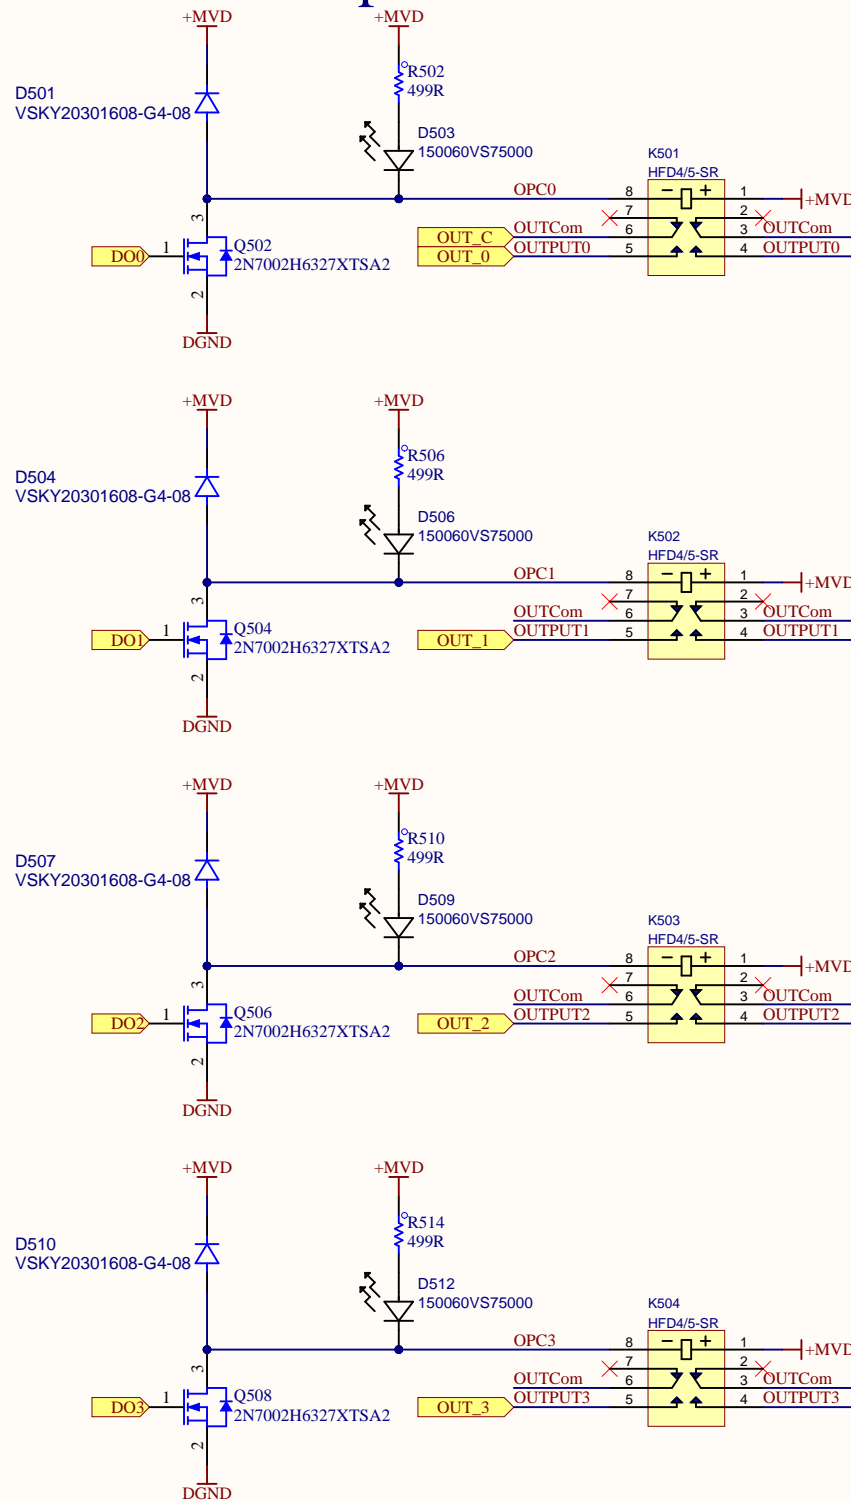 +MVD
+MVD
R502
499R
D501
VSKY20301608-G4-08
D503
150060VS75000
K501
HFD4/5-SR
OPC0
8
1
+MVD
7
2
3
OUT_C
OUTCom
6
3
OUTCom
DO0
1
Q502
2N7002H6327XTSA2
OUT_0
OUTPUT0
5
4
OUTPUT0
2
DGND
+MVD
+MVD
R506
499R
D504
VSKY20301608-G4-08
D506
150060VS75000
K502
HFD4/5-SR
OPC1
8
1
+MVD
7
2
3
OUTCom
6
3
OUTCom
DO1
1
Q504
2N7002H6327XTSA2
OUT_1
OUTPUT1
5
4
OUTPUT1
2
DGND
+MVD
+MVD
R510
499R
D507
VSKY20301608-G4-08
D509
150060VS75000
K503
HFD4/5-SR
OPC2
8
1
+MVD
7
2
3
OUTCom
6
3
OUTCom
DO2
1
Q506
2N7002H6327XTSA2
OUT_2
OUTPUT2
5
4
OUTPUT2
2
DGND
+MVD
+MVD
R514
499R
D510
VSKY20301608-G4-08
D512
150060VS75000
K504
HFD4/5-SR
OPC3
8
1
+MVD
7
2
3
OUTCom
6
3
OUTCom
DO3
1
Q508
2N7002H6327XTSA2
OUT_3
OUTPUT3
5
4
OUTPUT3
2
DGND